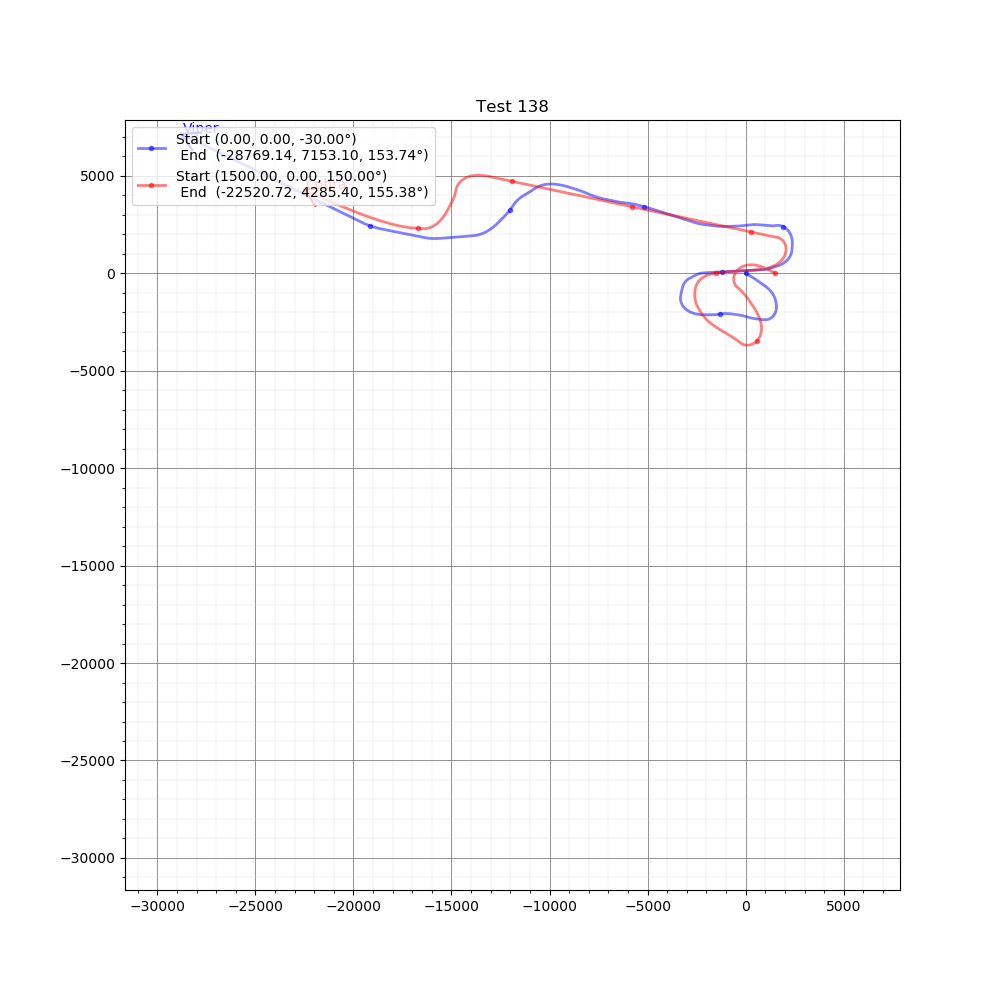 Test 138
Viper
Start (0.00, 0.00, -30.00°)
End (-28769.14, 7153.10, 153.74°)
Start (1500.00, 0.00, 150.00°)
End (-22520.72, 4285.40, 155.38°)
5000
0
−5000
−10000
−15000
−20000
−25000
−30000
−30000 −25000 −20000 −15000 −10000 −5000 0 5000